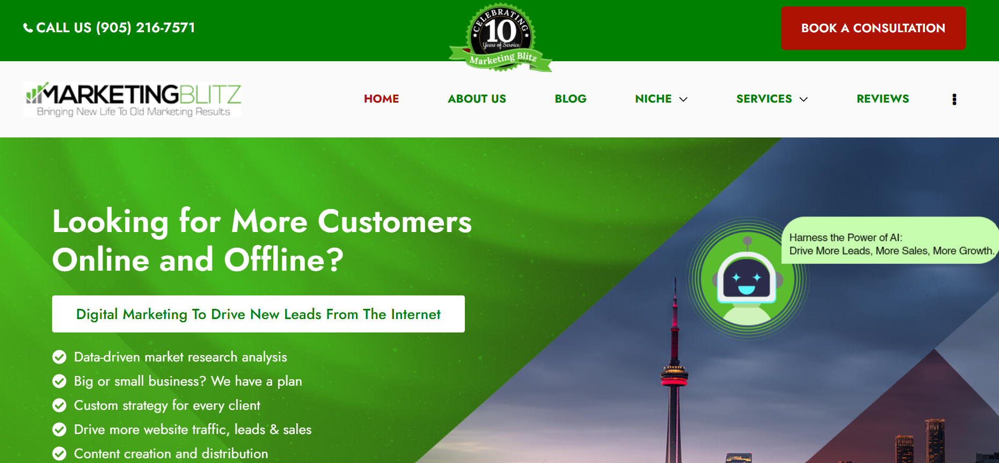 CALL US (905) 216-7571
CELEBRATING
10
Years of Service
Marketing Blitz
BOOK A CONSULTATION
MARKETINGBLITZ
Bringing New Life To Old Marketing Results
HOME
ABOUT US
BLOG
NICHE
SERVICES
REVIEWS
Looking for More Customers
Online and Offline?
Digital Marketing To Drive New Leads From The Internet
Data-driven market research analysis
Big or small business? We have a plan
Custom strategy for every client
Drive more website traffic, leads & sales
Content creation and distribution
Harness the Power of AI:
Drive More Leads, More Sales, More Growth.